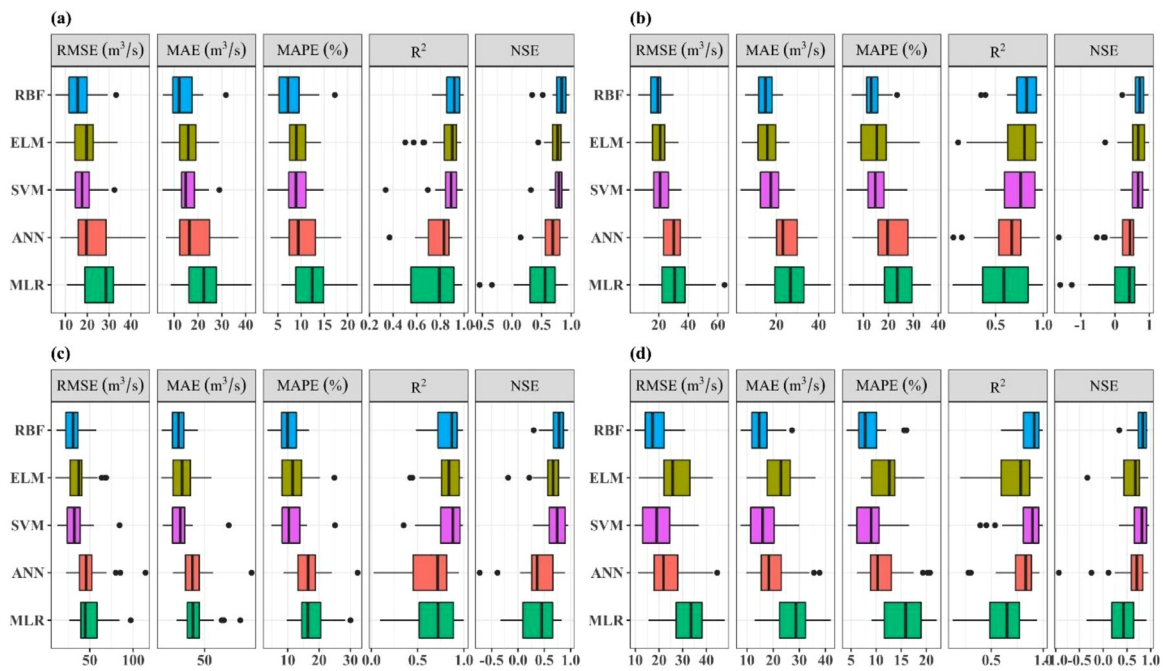 (a)
RMSE (m³/s) MAE (m³/s) MAPE (%) R² NSE
RBF
ELM
SVM
ANN
MLR
10 20 30 40 10 20 30 40 5 10 15 20 0.2 0.4 0.6 0.8 1.0 -0.5 0.0 0.5 1.0
(b)
RMSE (m³/s) MAE (m³/s) MAPE (%) R² NSE
RBF
ELM
SVM
ANN
MLR
20 40 60 20 40 10 20 30 40 0.5 1.0 -1 0 1
(c)
RMSE (m³/s) MAE (m³/s) MAPE (%) R² NSE
RBF
ELM
SVM
ANN
MLR
50 100 50 10 20 30 0.0 0.5 1.0 -0.5 0.0 0.5 1.0
(d)
RMSE (m³/s) MAE (m³/s) MAPE (%) R² NSE
RBF
ELM
SVM
ANN
MLR
10 20 30 40 10 20 30 40 5 10 15 20 0.5 1.0 -1.0 -0.5 0.0 0.5 1.0